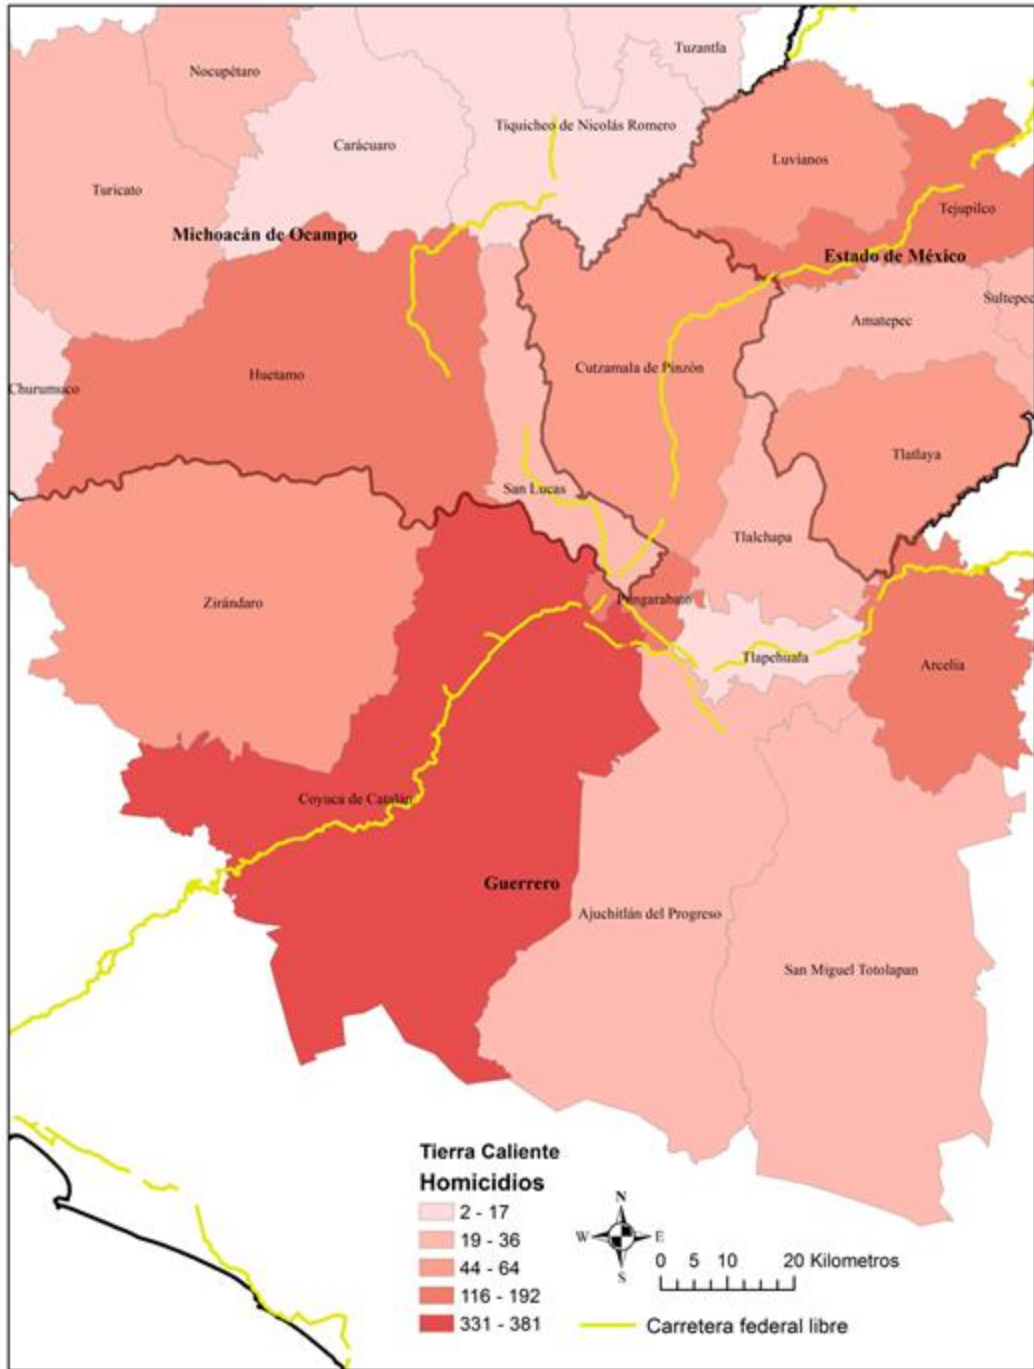 Tuzantla
Nocupétaro
Tiquicheo de Nicolás Romero
Carácuaro
Luvianos
Turicato
Tejupilco
Michoacán de Ocampo
Estado de México
Sultepec
Amatepec
Cutzamala de Pinzón
Huetamo
Churumuco
Tlatlaya
San Lucas
Tlalchapa
Zirándaro
Pungarabato
Tlapehuala
Arcelia
Coyuca de Catalán
Guerrero
Ajuchitlán del Progreso
San Miguel Totolapan
Tierra Caliente
Homicidios
2 - 17
19 - 36
44 - 64
116 - 192
331 - 381
N
W E
S
0 5 10 20 Kilometros
Carretera federal libre